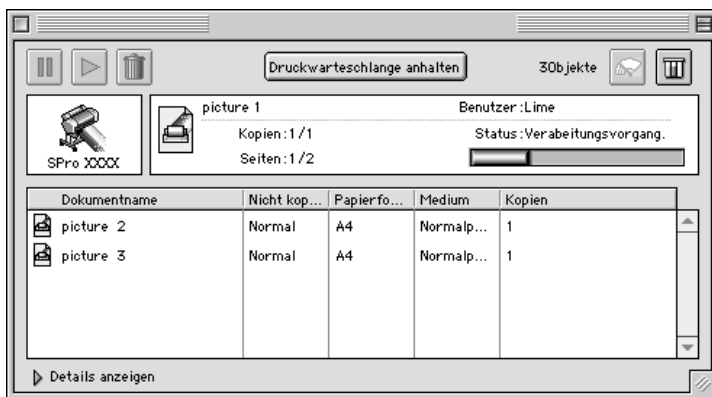 Druckwarteschlange anhalten
3Objekte
SPro XXXX
picture 1
Benutzer:Lime
Kopien:1/1
Status:Verabeitungsvorgang.
Seiten:1/2
Dokumentname Nicht kop... Papierfo... Medium Kopien
picture 2 Normal A4 Normalp... 1
picture 3 Normal A4 Normalp... 1
Details anzeigen